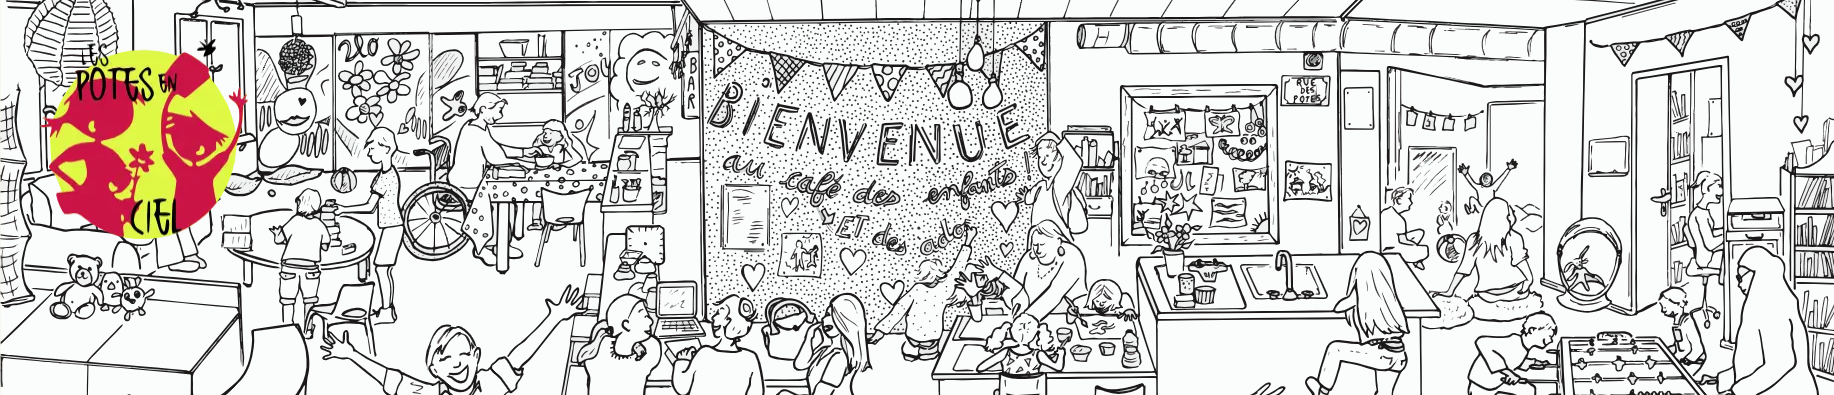 LES
POTES EN
CIEL
JOY
BAR
BIENVENUE
au café des enfants !
ET des ados
RUE
DES
POTES